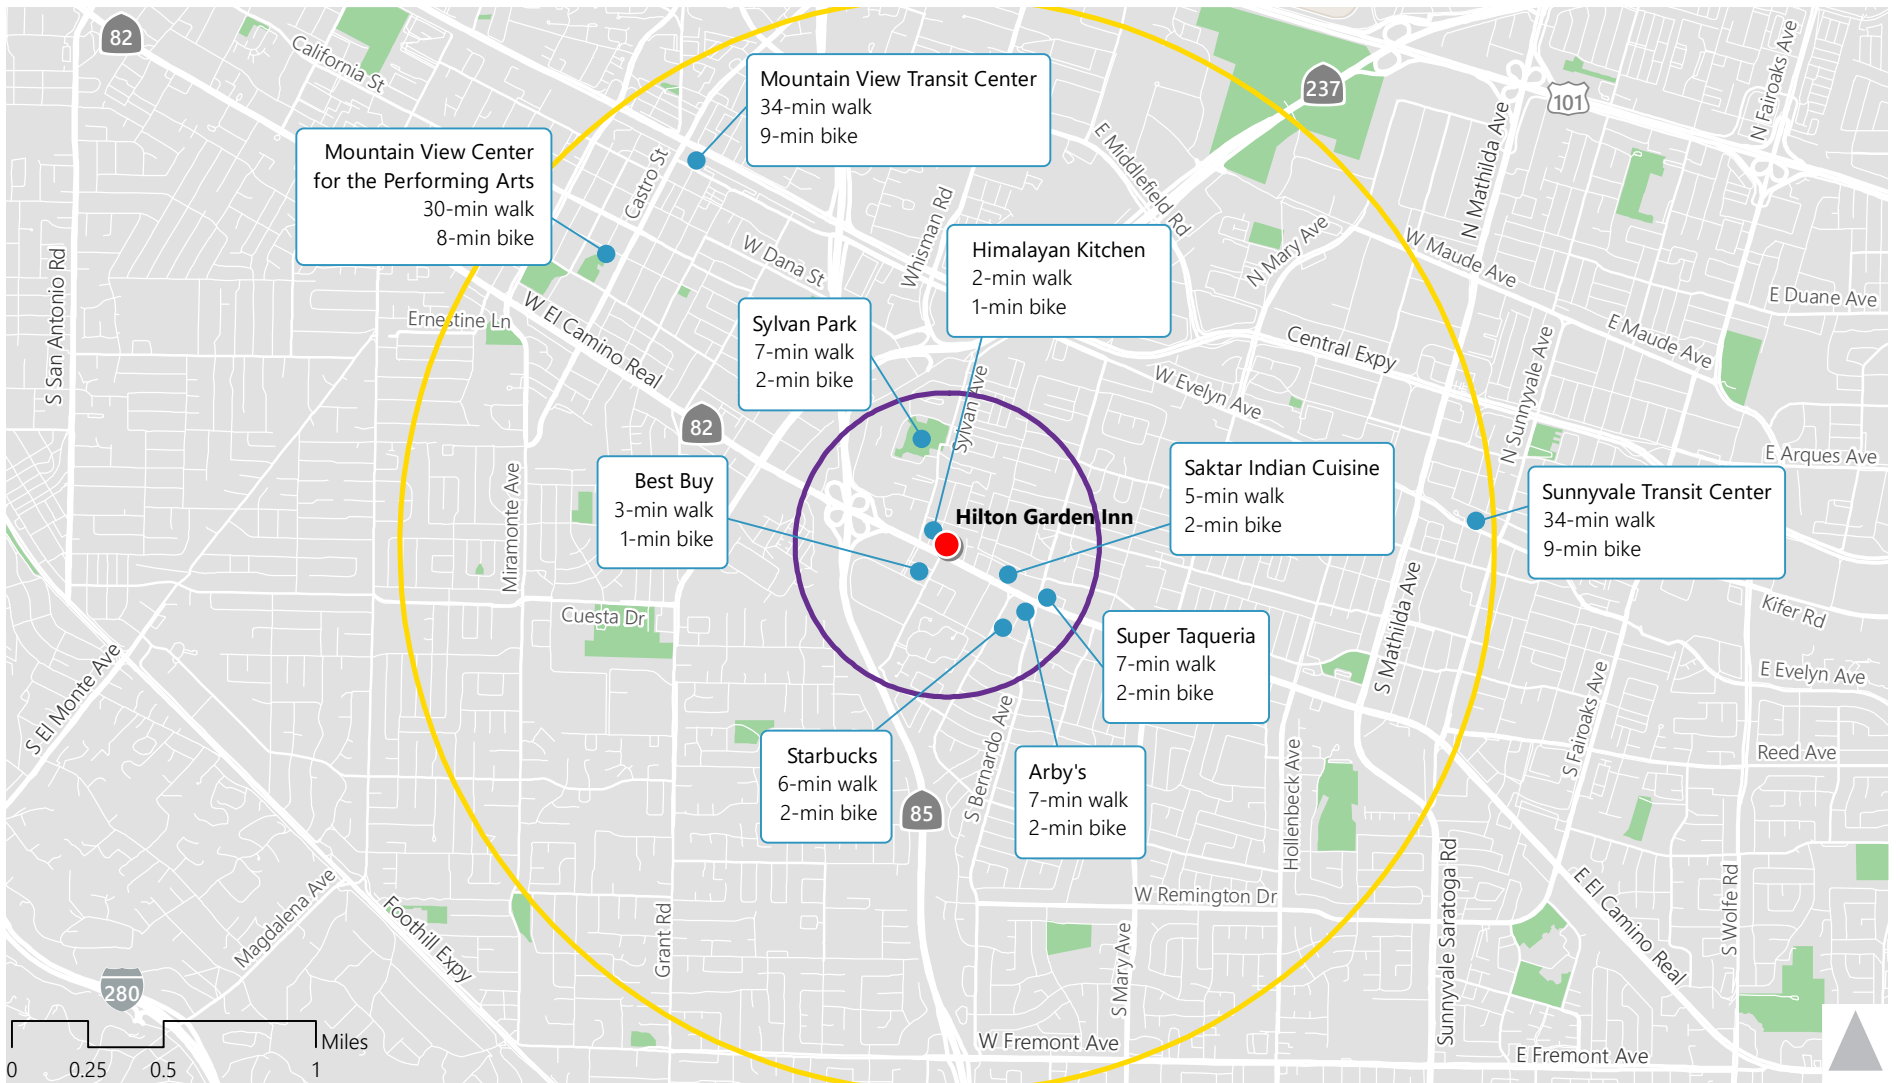 82
California St
Mountain View Transit Center
34-min walk
9-min bike
237
101
N Fairoaks Ave
N Mathilda Ave
E Middlefield Rd
Mountain View Center
for the Performing Arts
30-min walk
8-min bike
Castro St
Whisman Rd
W Dana St
Himalayan Kitchen
2-min walk
1-min bike
N Mary Ave
W Maude Ave
E Duane Ave
S San Antonio Rd
Ernestine Ln
W El Camino Real
Sylvan Park
7-min walk
2-min bike
Central Expy
E Maude Ave
N Sunnyvale Ave
W Evelyn Ave
Sylvan Ave
82
E Arques Ave
Best Buy
3-min walk
1-min bike
Miramonte Ave
Hilton Garden Inn
Saktar Indian Cuisine
5-min walk
2-min bike
Sunnyvale Transit Center
34-min walk
9-min bike
Cuesta Dr
S Mathilda Ave
Kifer Rd
Super Taqueria
7-min walk
2-min bike
S El Monte Ave
E Evelyn Ave
S Fairoaks Ave
Starbucks
6-min walk
2-min bike
85
S Bernardo Ave
Arby's
7-min walk
2-min bike
Hollenbeck Ave
Reed Ave
Magdalena Ave
Foothill Expy
Grant Rd
W Remington Dr
S Mary Ave
Sunnyvale Saratoga Rd
E El Camino Real
S Wolfe Rd
280
W Fremont Ave
E Fremont Ave
Miles
0 0.25 0.5 1